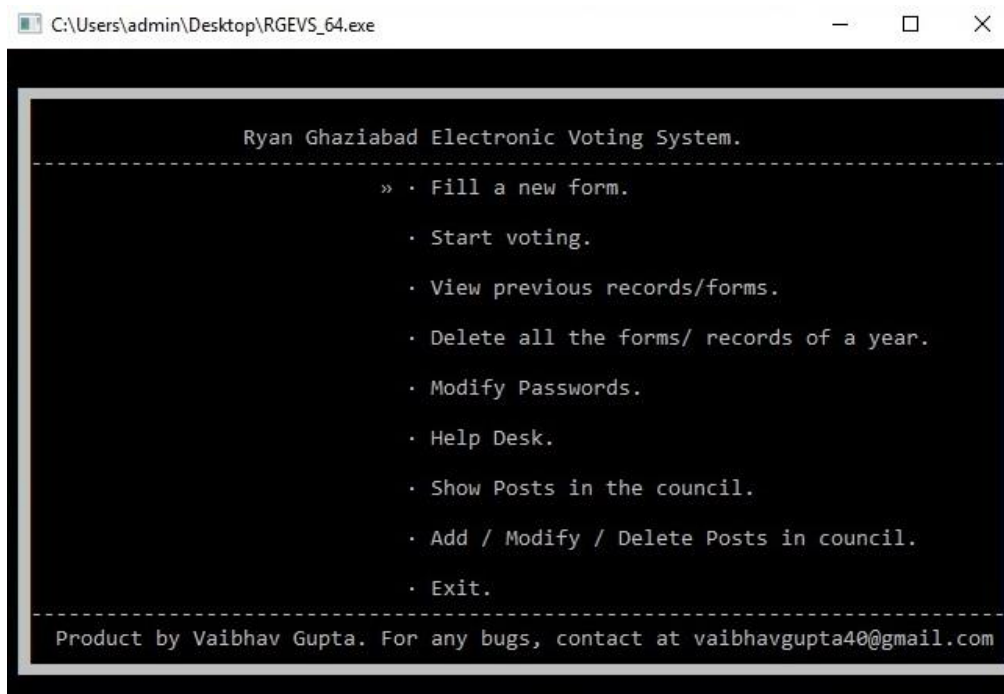 C:\Users\admin\Desktop\RGEVS_64.exe
Ryan Ghaziabad Electronic Voting System.
--------------------------------------------------------------------------------
» · Fill a new form.
· Start voting.
· View previous records/forms.
· Delete all the forms/ records of a year.
· Modify Passwords.
· Help Desk.
· Show Posts in the council.
· Add / Modify / Delete Posts in council.
· Exit.
--------------------------------------------------------------------------------
Product by Vaibhav Gupta. For any bugs, contact at vaibhavgupta40@gmail.com